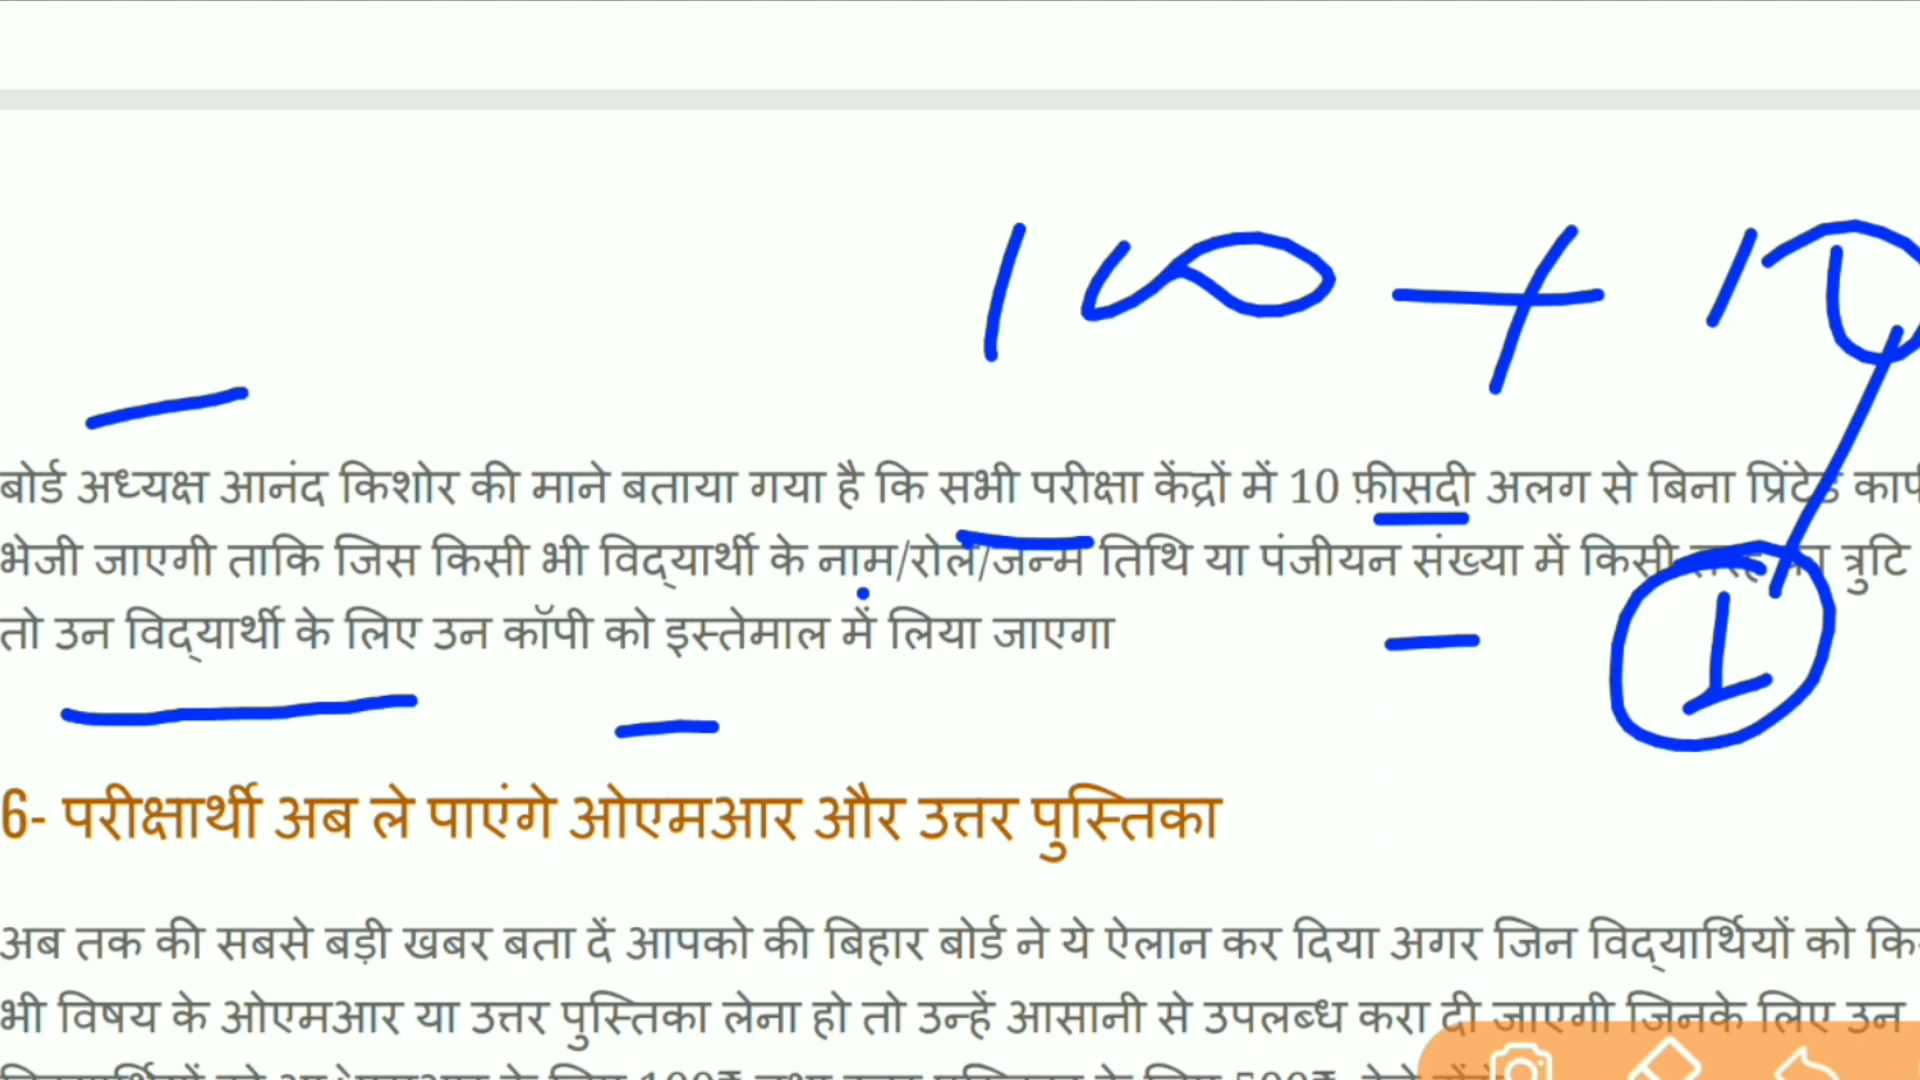 100 + 10
बोर्ड अध्यक्ष आनंद किशोर की माने बताया गया है कि सभी परीक्षा केंद्रों में 10 फ़ीसदी अलग से बिना प्रिंटेड
भेजी जाएगी ताकि जिस किसी भी विद्यार्थी के नाम/रोल/जन्म तिथि या पंजीयन संख्या में किसी त्रुटि
तो उन विद्यार्थी के लिए उन कॉपी को इस्तेमाल में लिया जाएगा
1
6- परीक्षार्थी अब ले पाएंगे ओएमआर और उत्तर पुस्तिका
अब तक की सबसे बड़ी खबर बता दें आपको की बिहार बोर्ड ने ये ऐलान कर दिया अगर जिन विद्यार्थियों को
भी विषय के ओएमआर या उत्तर पुस्तिका लेना हो तो उन्हें आसानी से उपलब्ध करा दी जाएगी जिनके लिए उन